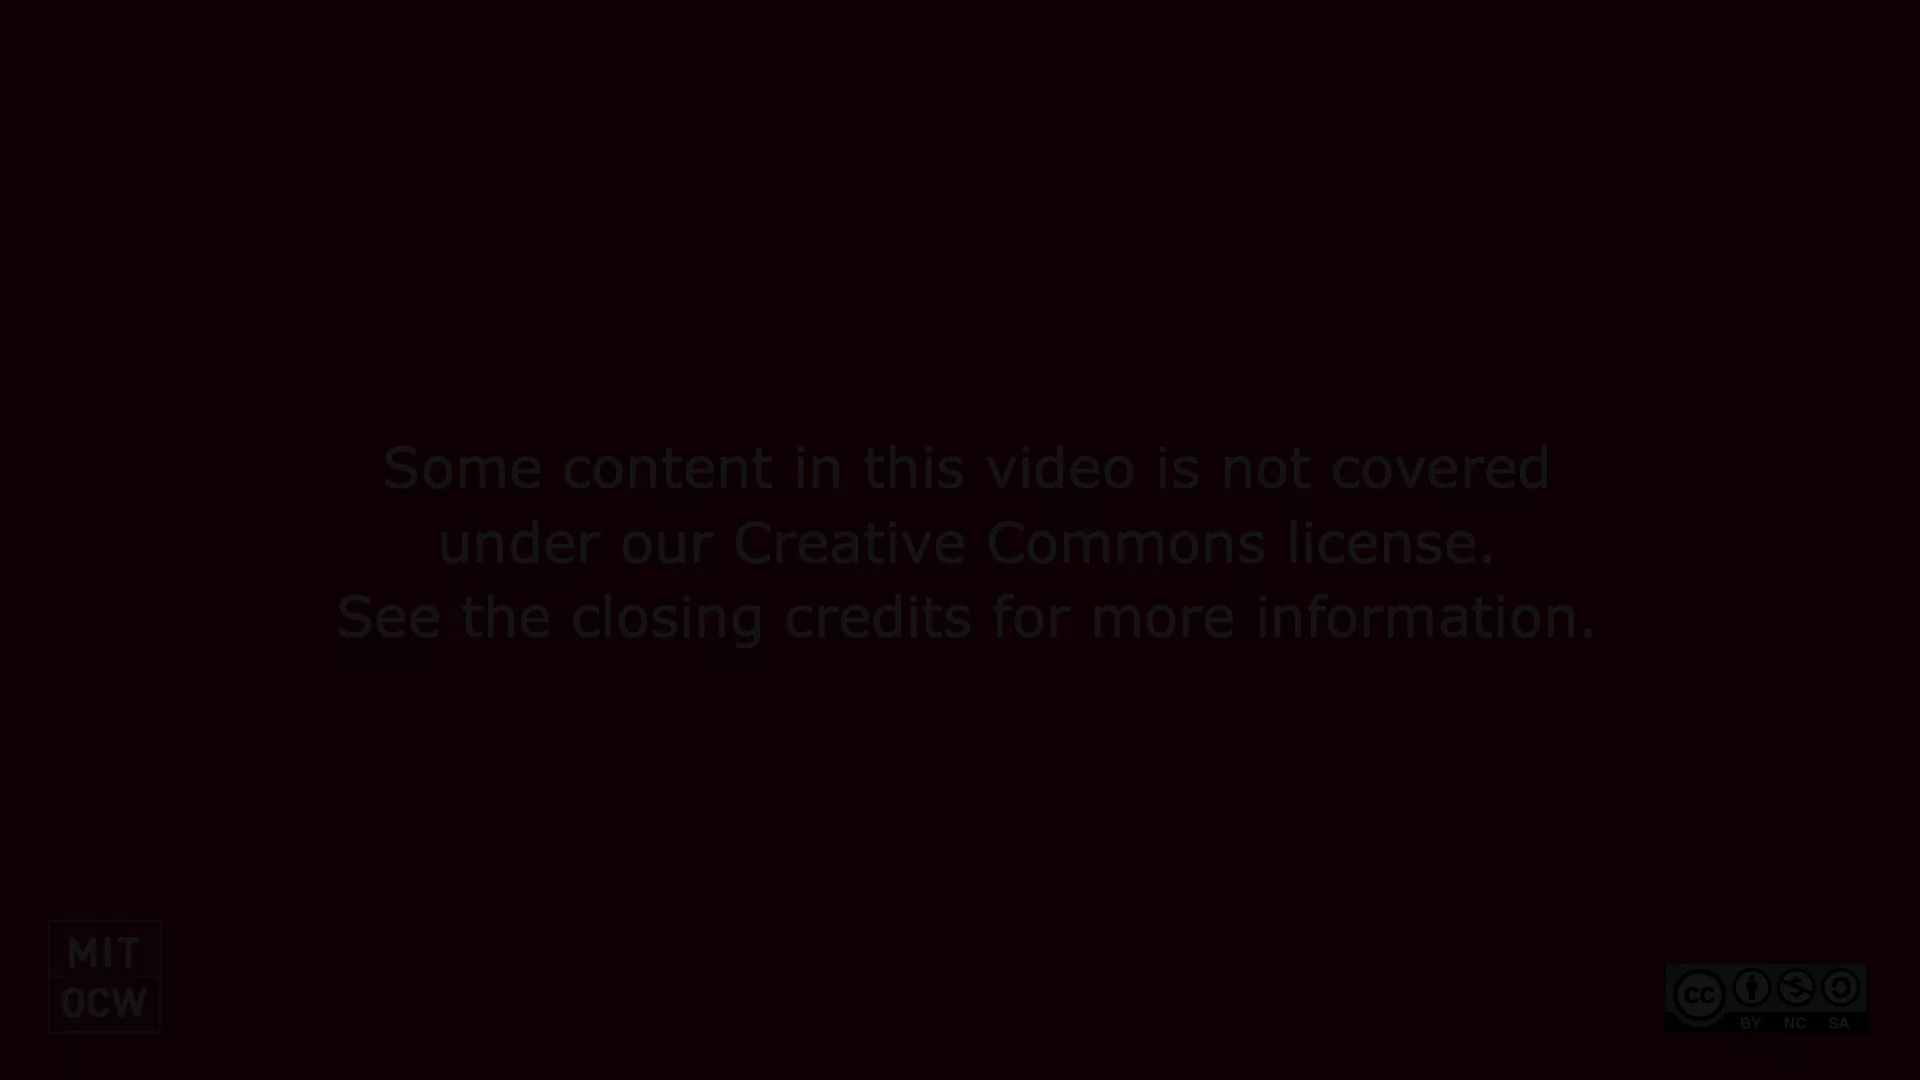 Some content in this video is not covered
under our Creative Commons license.
See the closing credits for more information.
MIT
OCW
cc
BY NC SA